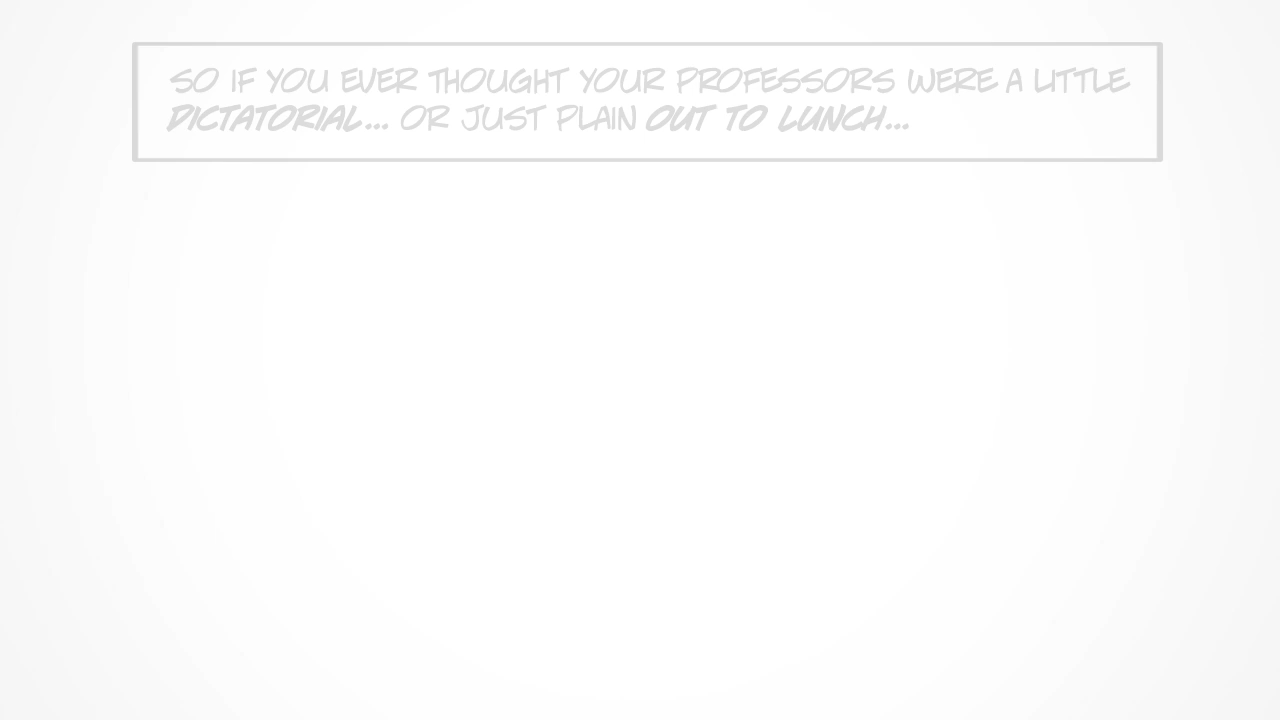 SO IF YOU EVER THOUGHT YOUR PROFESSORS WERE A LITTLE
DICTATORIAL... OR JUST PLAIN OUT TO LUNCH...